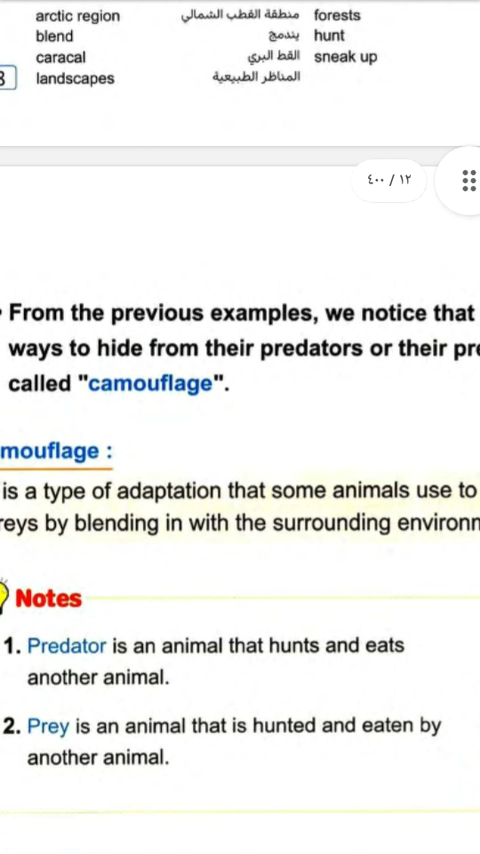 arctic region منطقة القطب الشمالي forests
blend يندمج hunt
caracal القط البري sneak up
landscapes المناظر الطبيعية
٤٠٠ / ١٢
From the previous examples, we notice that
ways to hide from their predators or their
called "camouflage".
mouflage :
is a type of adaptation that some animals use to
reys by blending in with the surrounding
Notes
1. Predator is an animal that hunts and eats
another animal.
2. Prey is an animal that is hunted and eaten by
another animal.